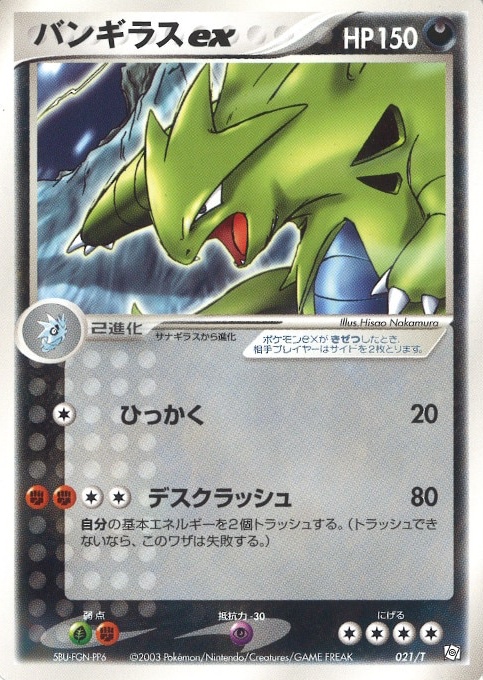 バンギラスex HP150
Illus.Hisao Nakamura
2進化 サナギラスから進化
ポケモンexがきぜつしたとき、
相手プレイヤーはサイドを2枚とります。
ひっかく 20
デスクラッシュ 80
自分の基本エネルギーを2個トラッシュする。(トラッシュでき
ないなら、このワザは失敗する。)
弱点 抵抗力-30 にげる
5BU-FGN-PP6 ©2003 Pokémon/Nintendo/Creatures/GAME FREAK 021/T